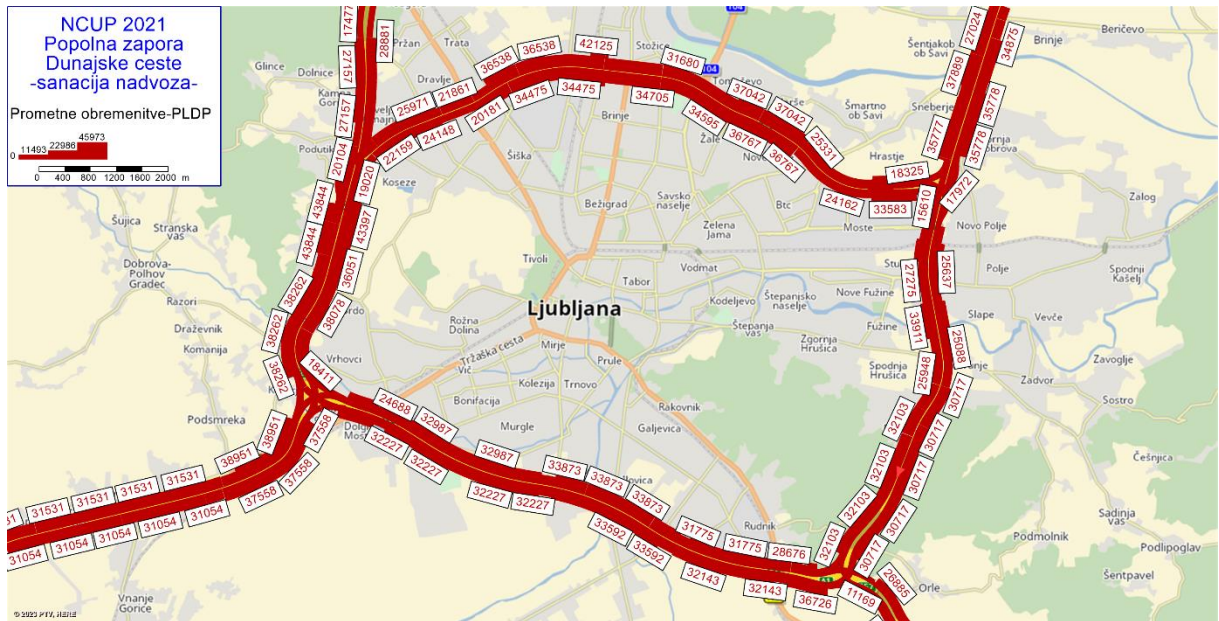 NCUP 2021
Popolna zapora
Dunajske ceste
-sanacija nadvoza-
Prometne obremenitve-PLDP
45973
22986
11493
0
0 400 800 1200 1600 2000 m
17477
28881
27157
27157
20104
19020
43844
43397
43844
36051
38262
38078
38262
38262
18411
25971
21861
36538
36538
42125
31680
37042
37042
25331
22159
24148
20181
34475
34475
34705
34595
36767
36767
24162
33583
18325
27024
34875
37889
35778
35777
35778
15610
17972
25637
27275
33911
25088
25948
30717
32103
30717
32103
30717
32103
30717
32103
30717
26885
11169
24688
32987
32987
33873
33873
33873
31775
31775
28676
32227
32227
32227
32227
33592
33592
32143
32143
36726
38951
37558
38951
37558
37558
31531
31531
31531
31531
31054
31054
31054
31054
31054
Pržan
Trata
Stožice
104
Glince
Dolnice
Dravlje
104
Šentjakob
ob Savi
Brinje
Beričevo
Podutik
Brinje
Žale
Šmartno
ob Savi
Sneberje
Hrastje
Šiška
Koseze
Savsko
naselje
Btc
Bežigrad
Zelena
Jama
Moste
Zalog
Novo Polje
Šujica
Stranska
vas
Dobrova-
Polhov
Gradec
Razori
Draževnik
Komanija
Podsmreka
Tivoli
Tabor
Vodmat
Kodeljevo
Štepanjsko
naselje
Nove Fužine
Polje
Spodnji
Kašelj
Ljubljana
Rožna
Dolina
Tržaška cesta
Vič
Mirje
Prule
Štepanja
vas
Fužine
Zgornja
Hrušica
Slape
Vevče
Vrhovci
Kolezija
Trnovo
Spodnja
Hrušica
Zavoglje
Zadvor
Sostro
Bonifacija
Rakovnik
Murgle
Galjevica
Češnjica
Rudnik
Sadinja
vas
Podmolnik
Podlipoglav
Orle
Šentpavel
Vnanje
Gorice
© 2023 PTV, HERE